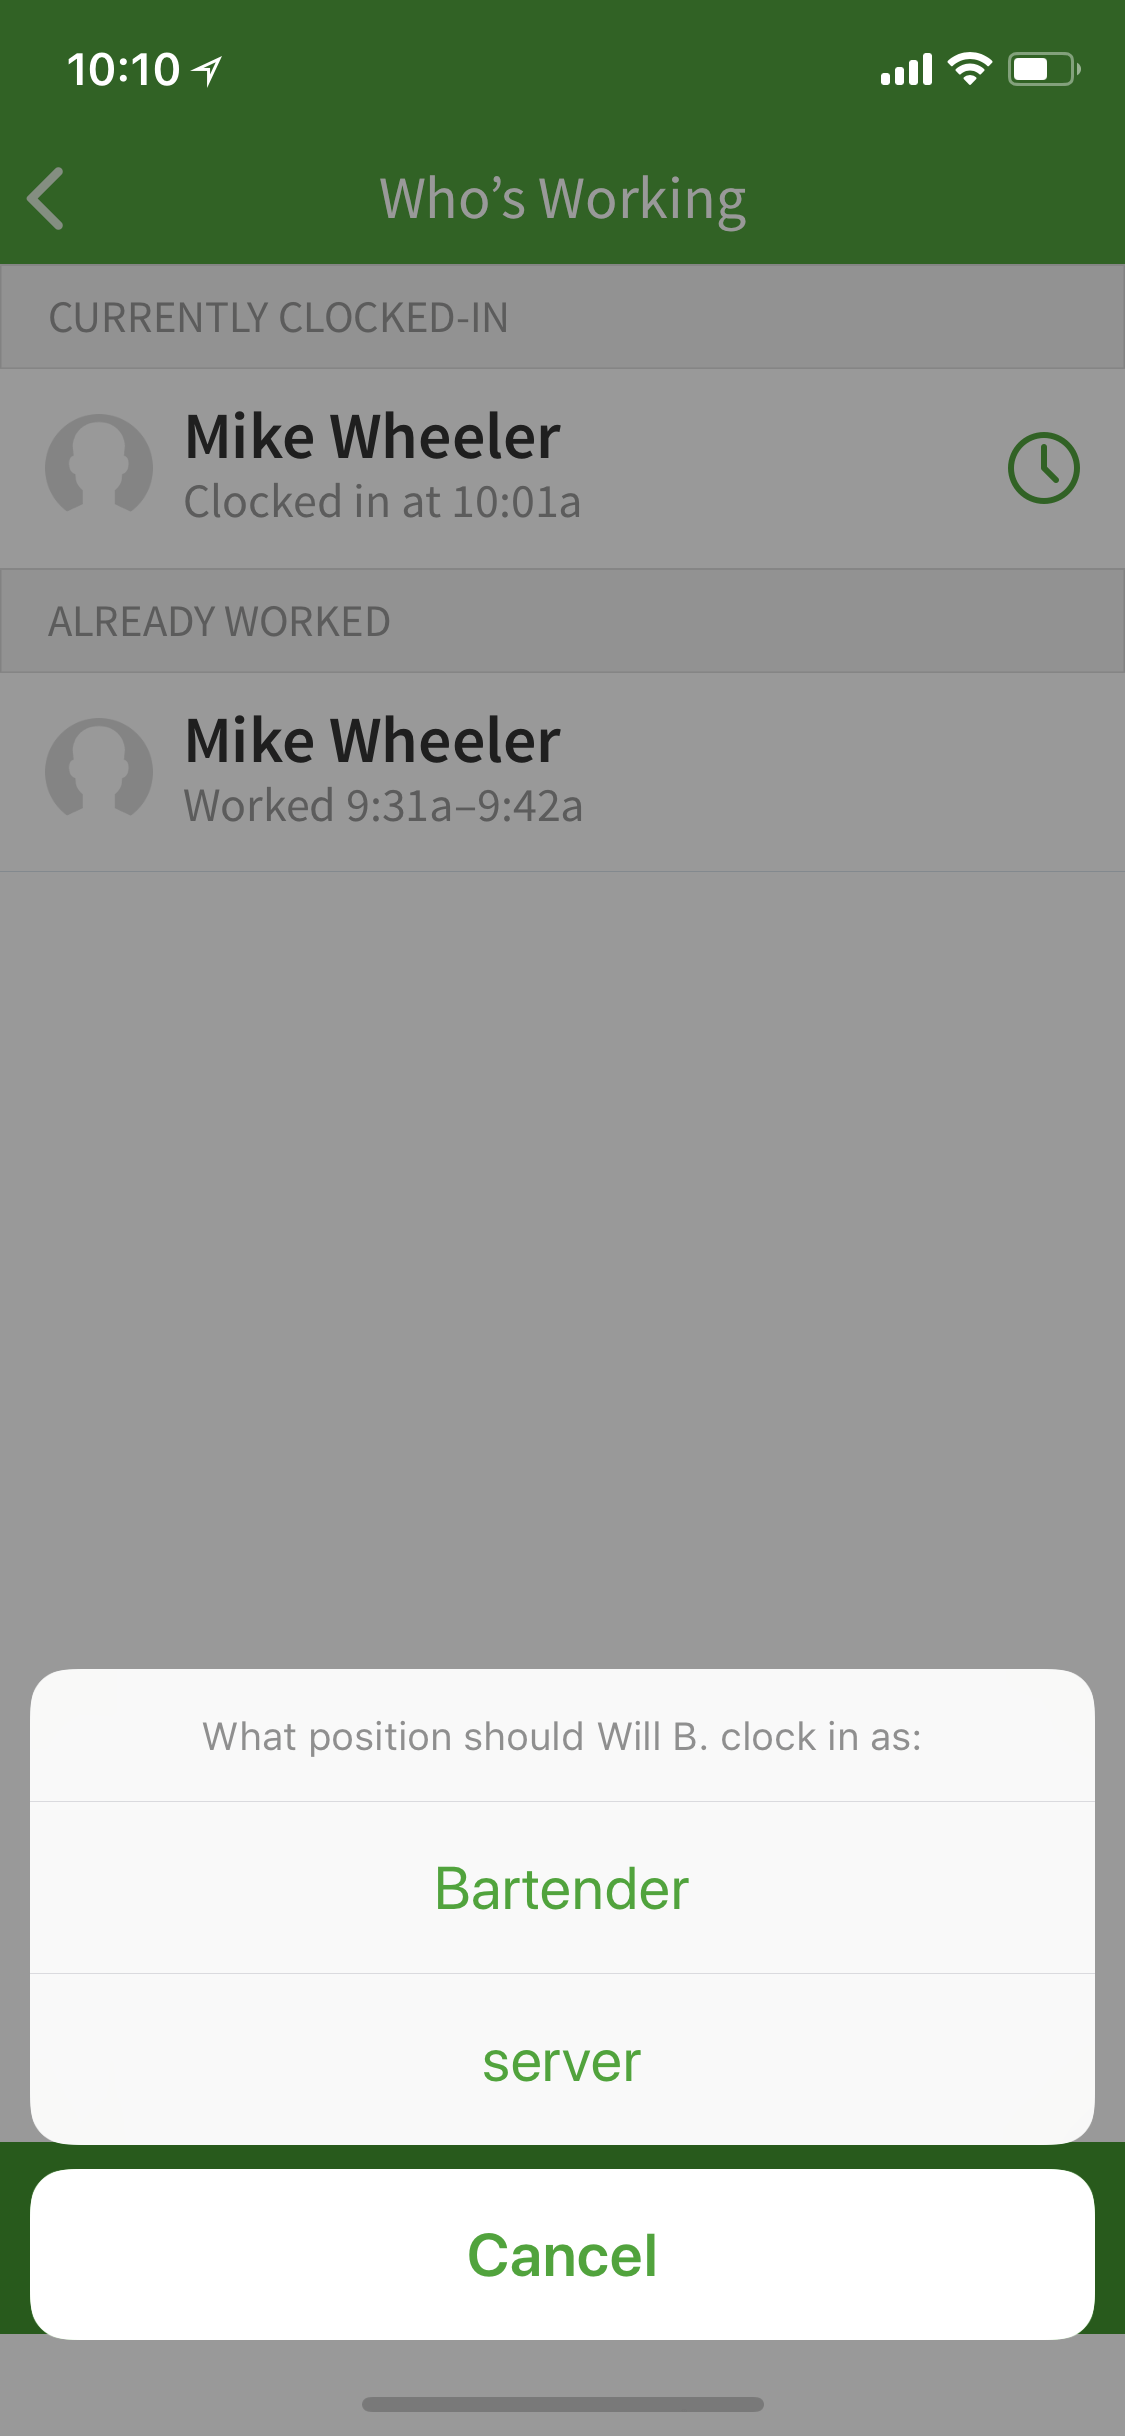 10:10
Who’s Working
CURRENTLY CLOCKED-IN
Mike Wheeler
Clocked in at 10:01a
ALREADY WORKED
Mike Wheeler
Worked 9:31a–9:42a
What position should Will B. clock in as:
Bartender
server
Cancel